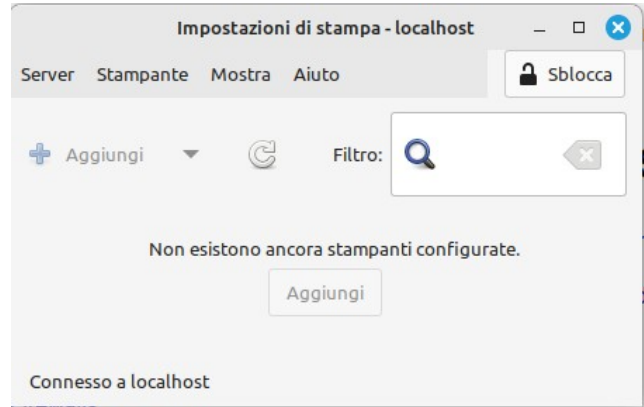 Impostazioni di stampa - localhost
Server Stampante Mostra Aiuto Sblocca
Aggiungi Filtro:
Non esistono ancora stampanti configurate.
Aggiungi
Connesso a localhost